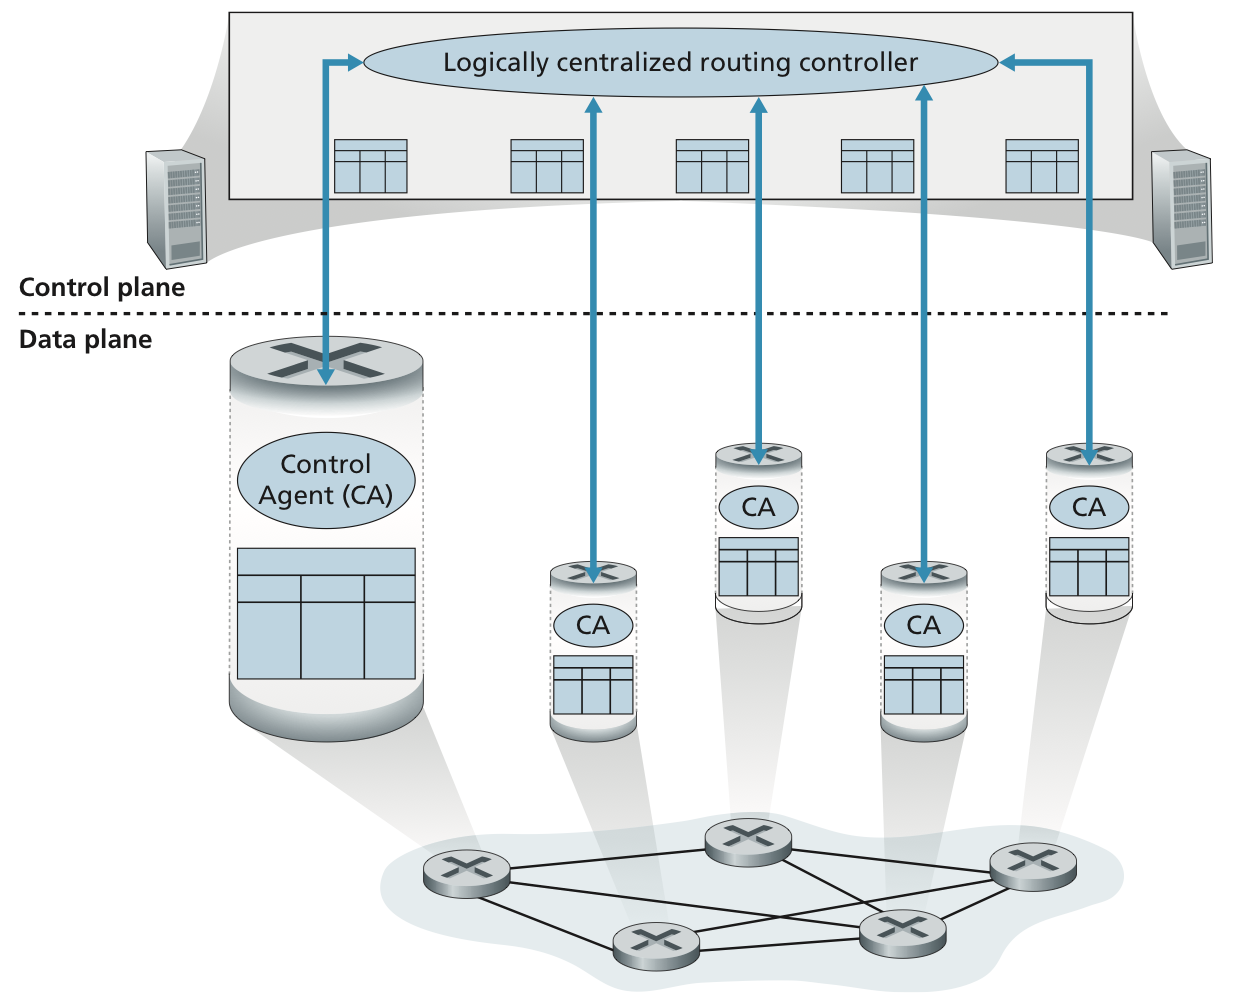 Logically centralized routing controller
Control plane
Data plane
Control
Agent (CA)
CA
CA
CA
CA